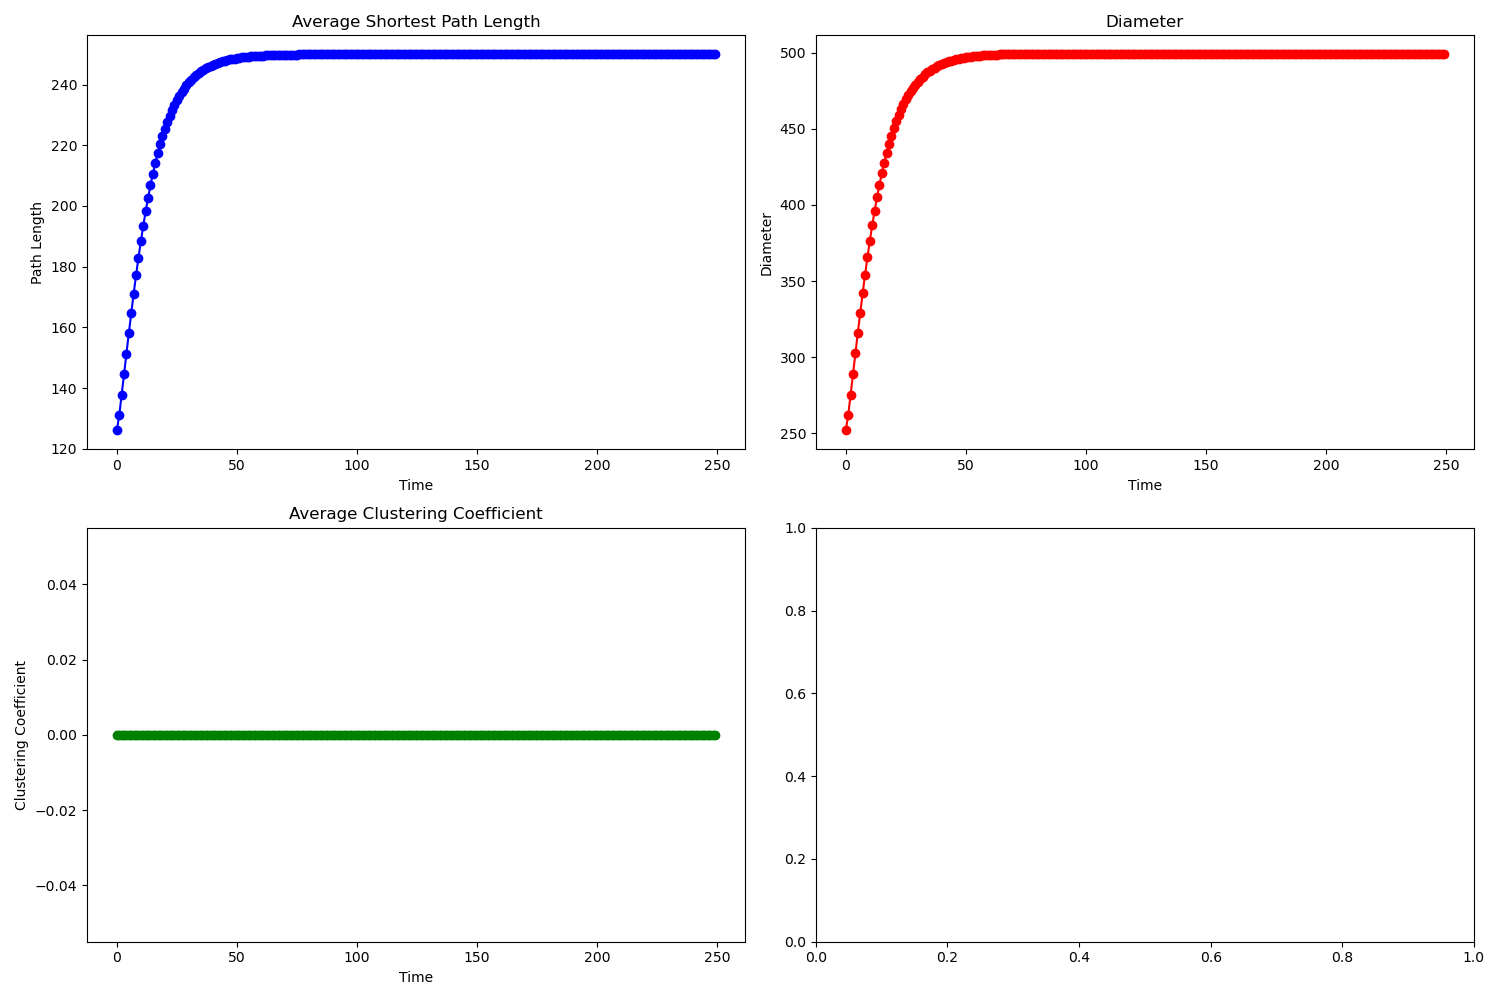 Average Shortest Path Length
Path Length
240
220
200
180
160
140
120
0 50 100 150 200 250
Time
Diameter
Diameter
500
450
400
350
300
250
0 50 100 150 200 250
Time
Average Clustering Coefficient
Clustering Coefficient
0.04
0.02
0.00
−0.02
−0.04
0 50 100 150 200 250
Time
1.0
0.8
0.6
0.4
0.2
0.0
0.0 0.2 0.4 0.6 0.8 1.0